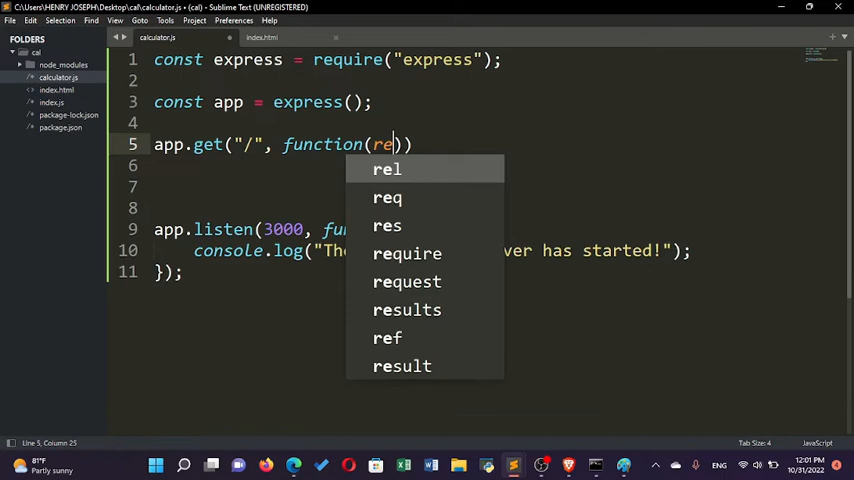 C:\Users\HENRY JOSEPH\Desktop\cal\calculator.js • (cal) - Sublime Text (UNREGISTERED)
File Edit Selection Find View Goto Tools Project Preferences Help
FOLDERS
cal
node_modules
calculator.js
index.html
index.js
package-lock.json
package.json
calculator.js index.html
1 const express = require("express");
2
3 const app = express();
4
5 app.get("/", function(re))
6
7
8
9 app.listen(3000, fu
10 console.log("Th ver has started!");
11 });
rel
req
res
require
request
results
ref
result
Line 5, Column 25 Tab Size: 4 JavaScript
81°F
Partly sunny
ENG
12:01 PM
10/31/2022
4